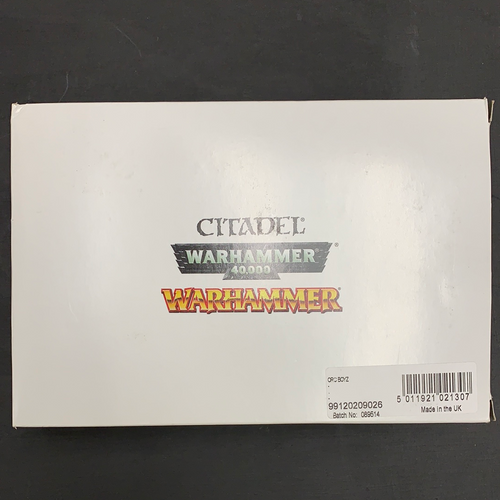 CITADEL®
WARHAMMER®
40,000
WARHAMMER®
ORC BOYZ
-
-
-
99120209026
Batch No: 089514
5 011921 021307
Made in the UK